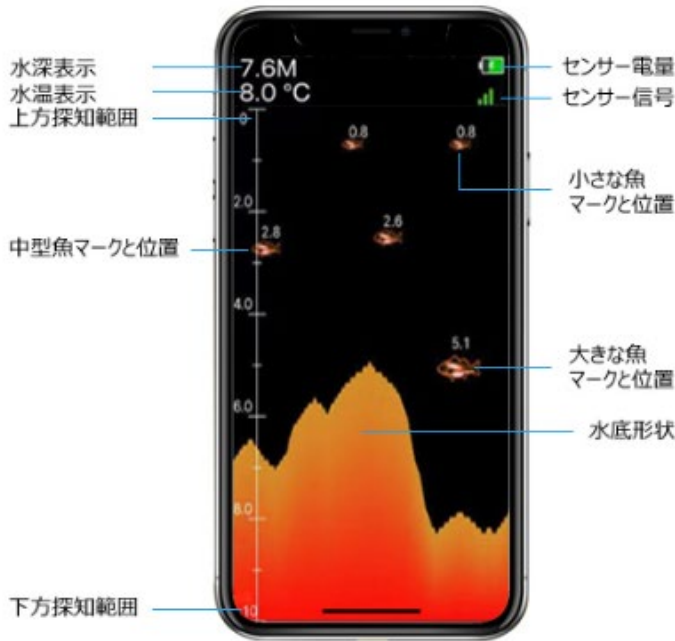 水深表示
7.6M
センサー電量
水温表示
8.0 °C
センサー信号
上方探知範囲
0
0.8
0.8
小さな魚
マークと位置
2.0
2.8
2.6
中型魚マークと位置
4.0
5.1
大きな魚
マークと位置
6.0
水底形状
8.0
下方探知範囲
10